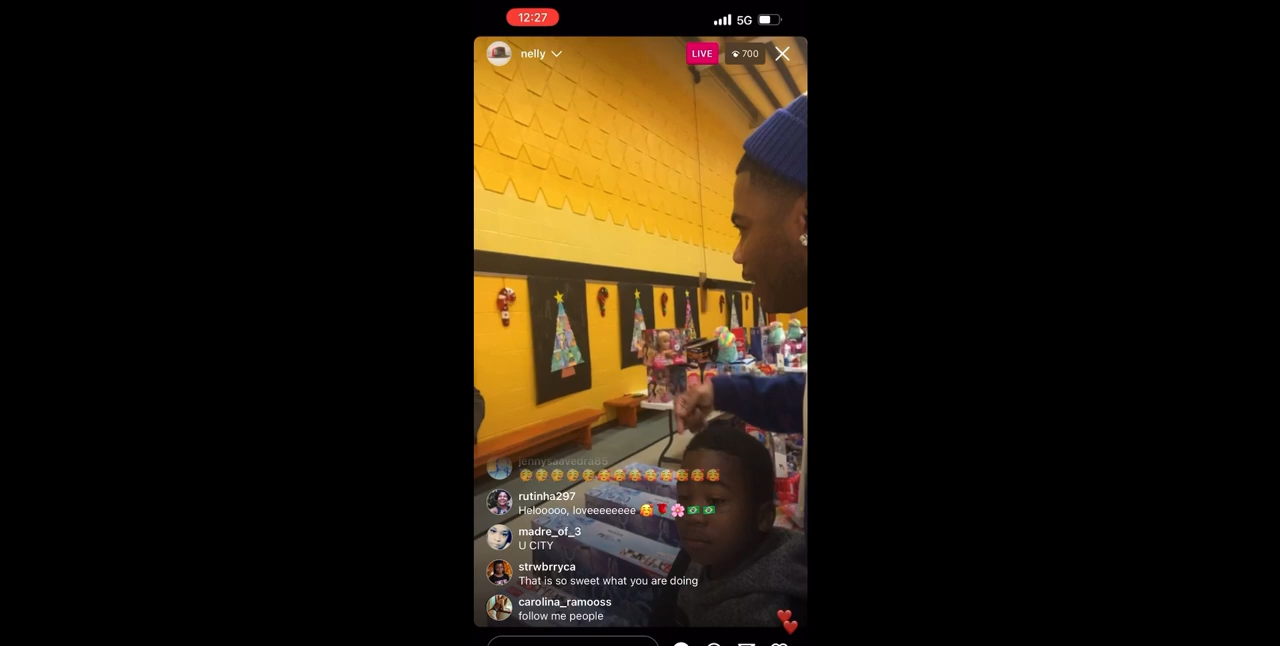 12:27
5G
nelly
LIVE
700
jennysaavedra85
rutinha297
Helooooo, loveeeeeeee
madre_of_3
U CITY
strwbrryca
That is so sweet what you are doing
carolina_ramooss
follow me people